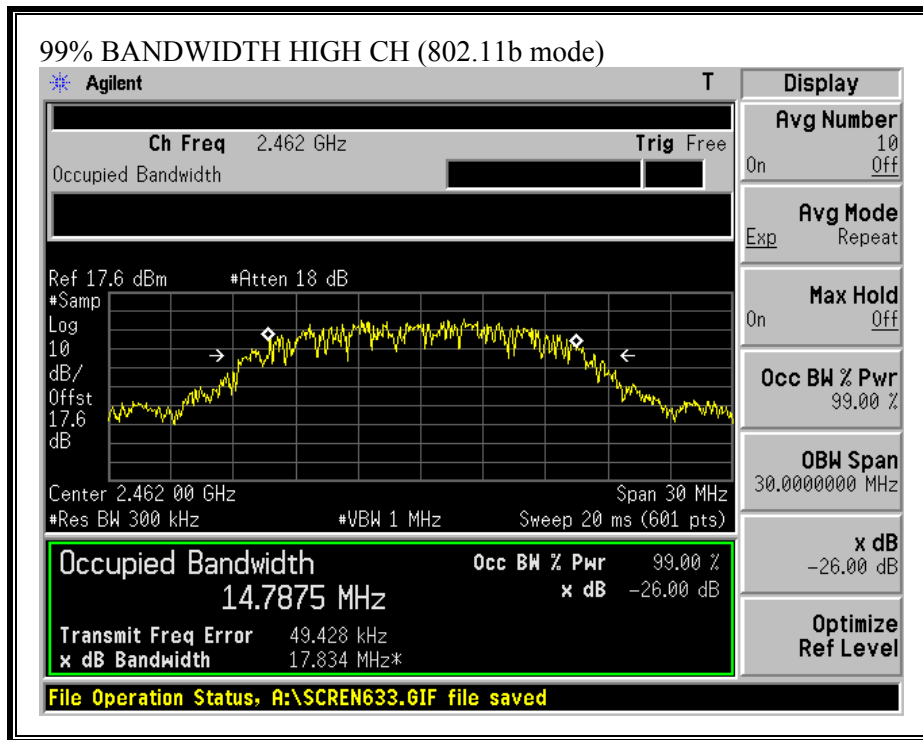 99% BANDWIDTH HIGH CH (802.11b mode)
Agilent T
Ch Freq 2.462 GHz Trig Free
Occupied Bandwidth
Ref 17.6 dBm #Atten 18 dB
#Samp
Log
10
dB/
Offst
17.6
dB
Center 2.462 00 GHz Span 30 MHz
#Res BW 300 kHz #VBW 1 MHz Sweep 20 ms (601 pts)
Occupied Bandwidth
14.7875 MHz
Occ BW % Pwr 99.00 %
x dB -26.00 dB
Transmit Freq Error 49.428 kHz
x dB Bandwidth 17.834 MHz*
File Operation Status, A:\SCREN633.GIF file saved
Display
Avg Number
10
On Off
Avg Mode
Exp Repeat
Max Hold
On Off
Occ BW % Pwr
99.00 %
OBW Span
30.0000000 MHz
x dB
-26.00 dB
Optimize
Ref Level